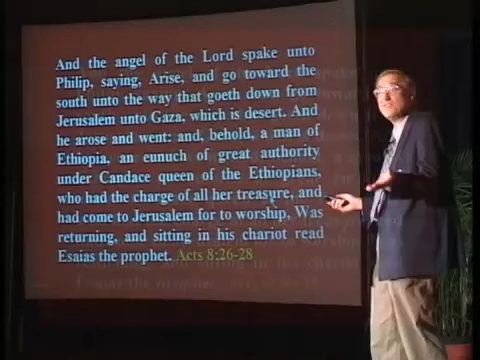 And the angel of the Lord spake unto
Philip, saying, Arise, and go toward the
south unto the way that goeth down from
Jerusalem unto Gaza, which is desert. And
he arose and went: and, behold, a man of
Ethiopia, an eunuch of great authority
under Candace queen of the Ethiopians,
who had the charge of all her treasure, and
had come to Jerusalem for to worship, Was
returning, and sitting in his chariot read
Esaias the prophet. Acts 8:26-28